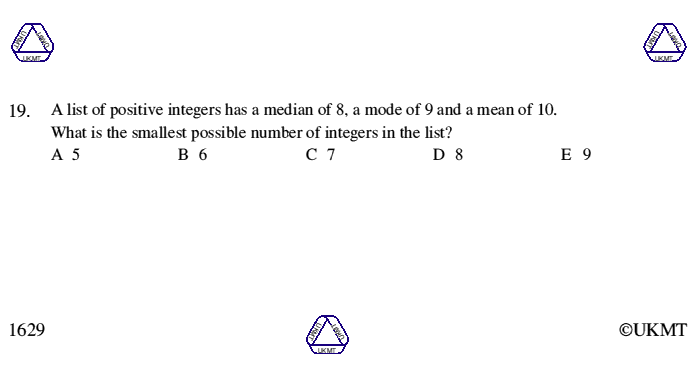 UKMT UKMT UKMT UKMT UKMT UKMT
19. A list of positive integers has a median of 8, a mode of 9 and a mean of 10.
What is the smallest possible number of integers in the list?
A 5 B 6 C 7 D 8 E 9
1629 UKMT UKMT UKMT ©UKMT